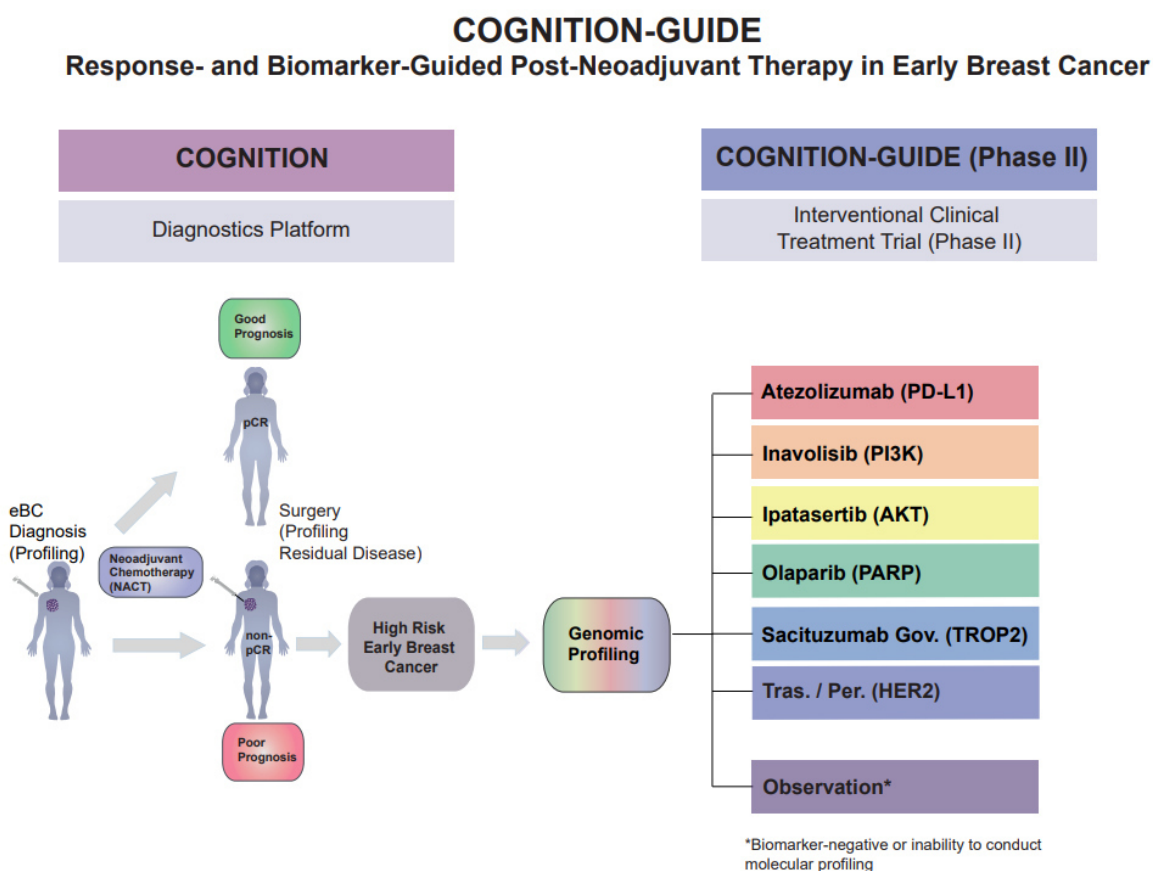 COGNITION-GUIDE
Response- and Biomarker-Guided Post-Neoadjuvant Therapy in Early Breast Cancer
COGNITION
Diagnostics Platform
COGNITION-GUIDE (Phase II)
Interventional Clinical
Treatment Trial (Phase II)
Good
Prognosis
pCR
eBC
Diagnosis
(Profiling)
Neoadjuvant
Chemotherapy
(NACT)
Surgery
(Profiling
Residual Disease)
non-
pCR
Poor
Prognosis
High Risk
Early Breast
Cancer
Genomic
Profiling
Atezolizumab (PD-L1)
Inavolisib (PI3K)
Ipatasertib (AKT)
Olaparib (PARP)
Sacituzumab Gov. (TROP2)
Tras. / Per. (HER2)
Observation*
*Biomarker-negative or inability to conduct
molecular profiling